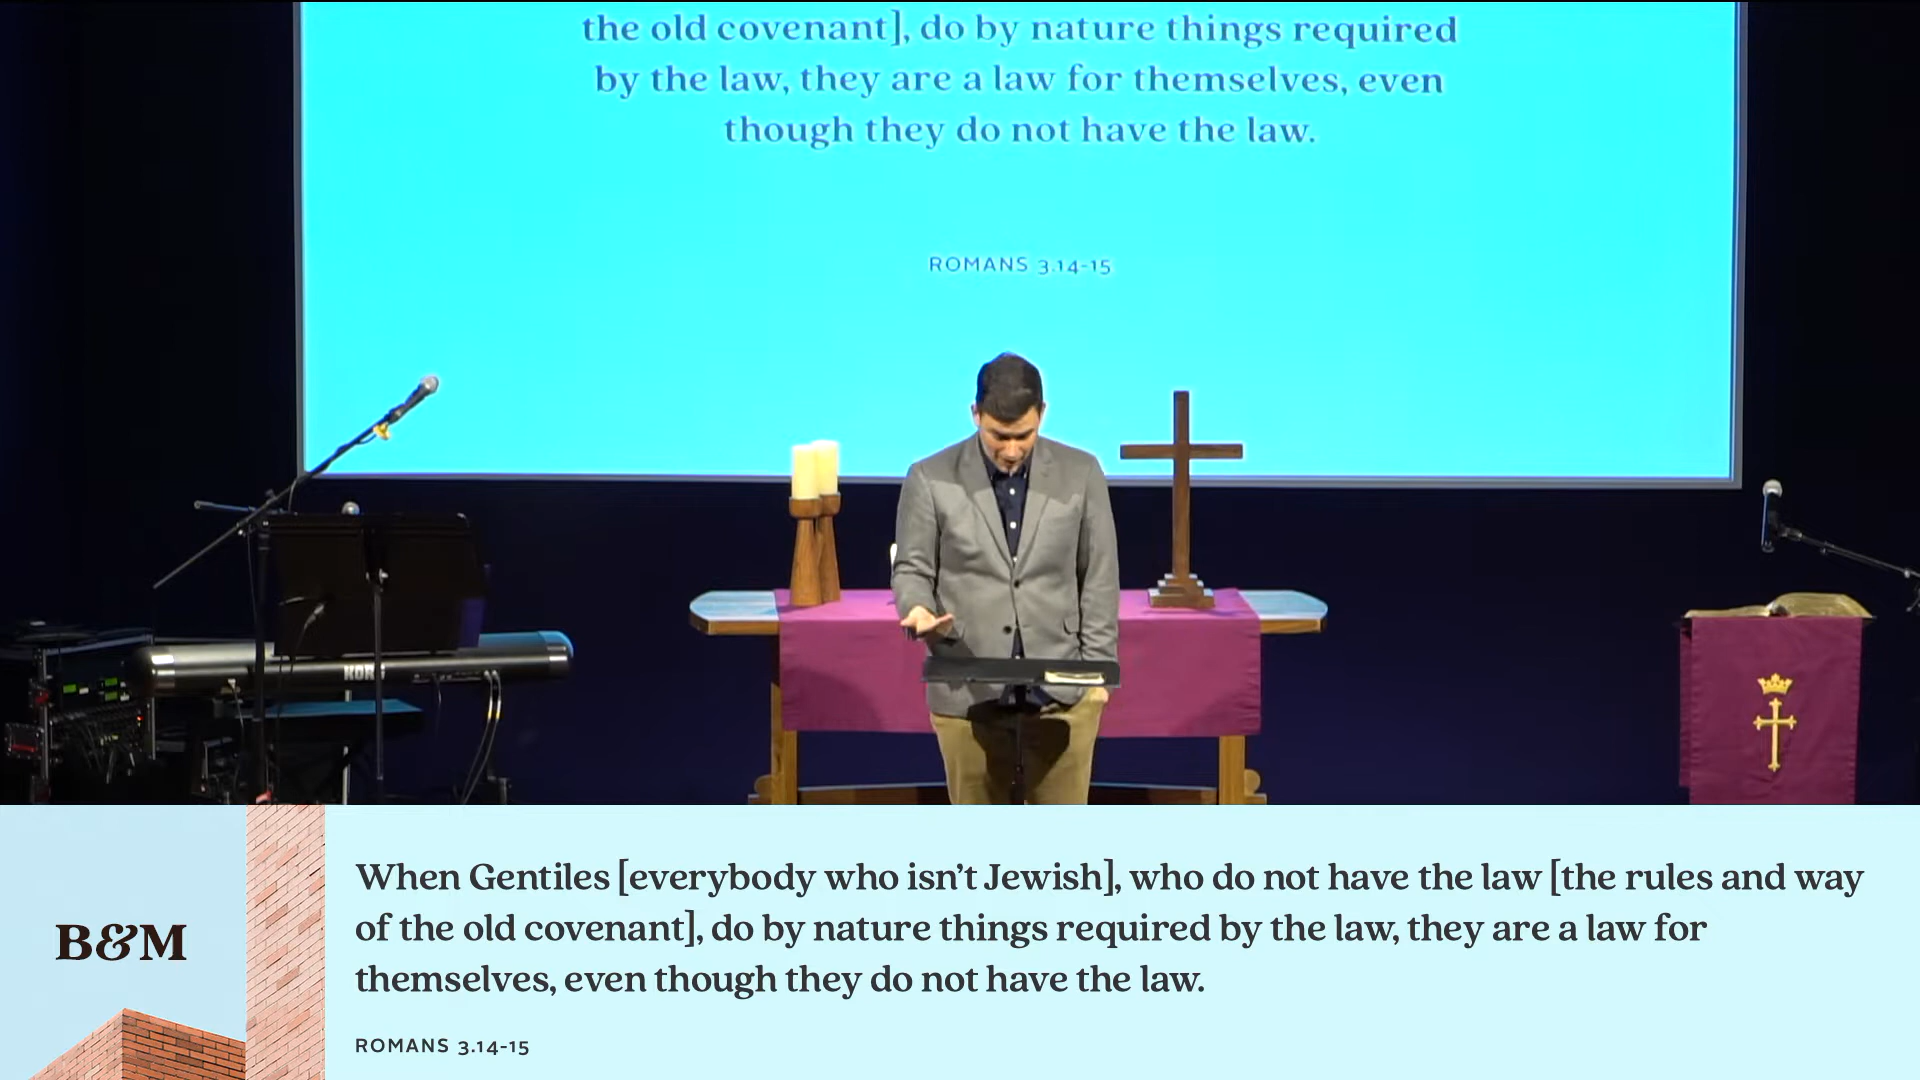 the old covenant], do by nature things required
by the law, they are a law for themselves, even
though they do not have the law.
ROMANS 3.14-15
KORG
B&M
When Gentiles [everybody who isn’t Jewish], who do not have the law [the rules and way
of the old covenant], do by nature things required by the law, they are a law for
themselves, even though they do not have the law.
ROMANS 3.14-15